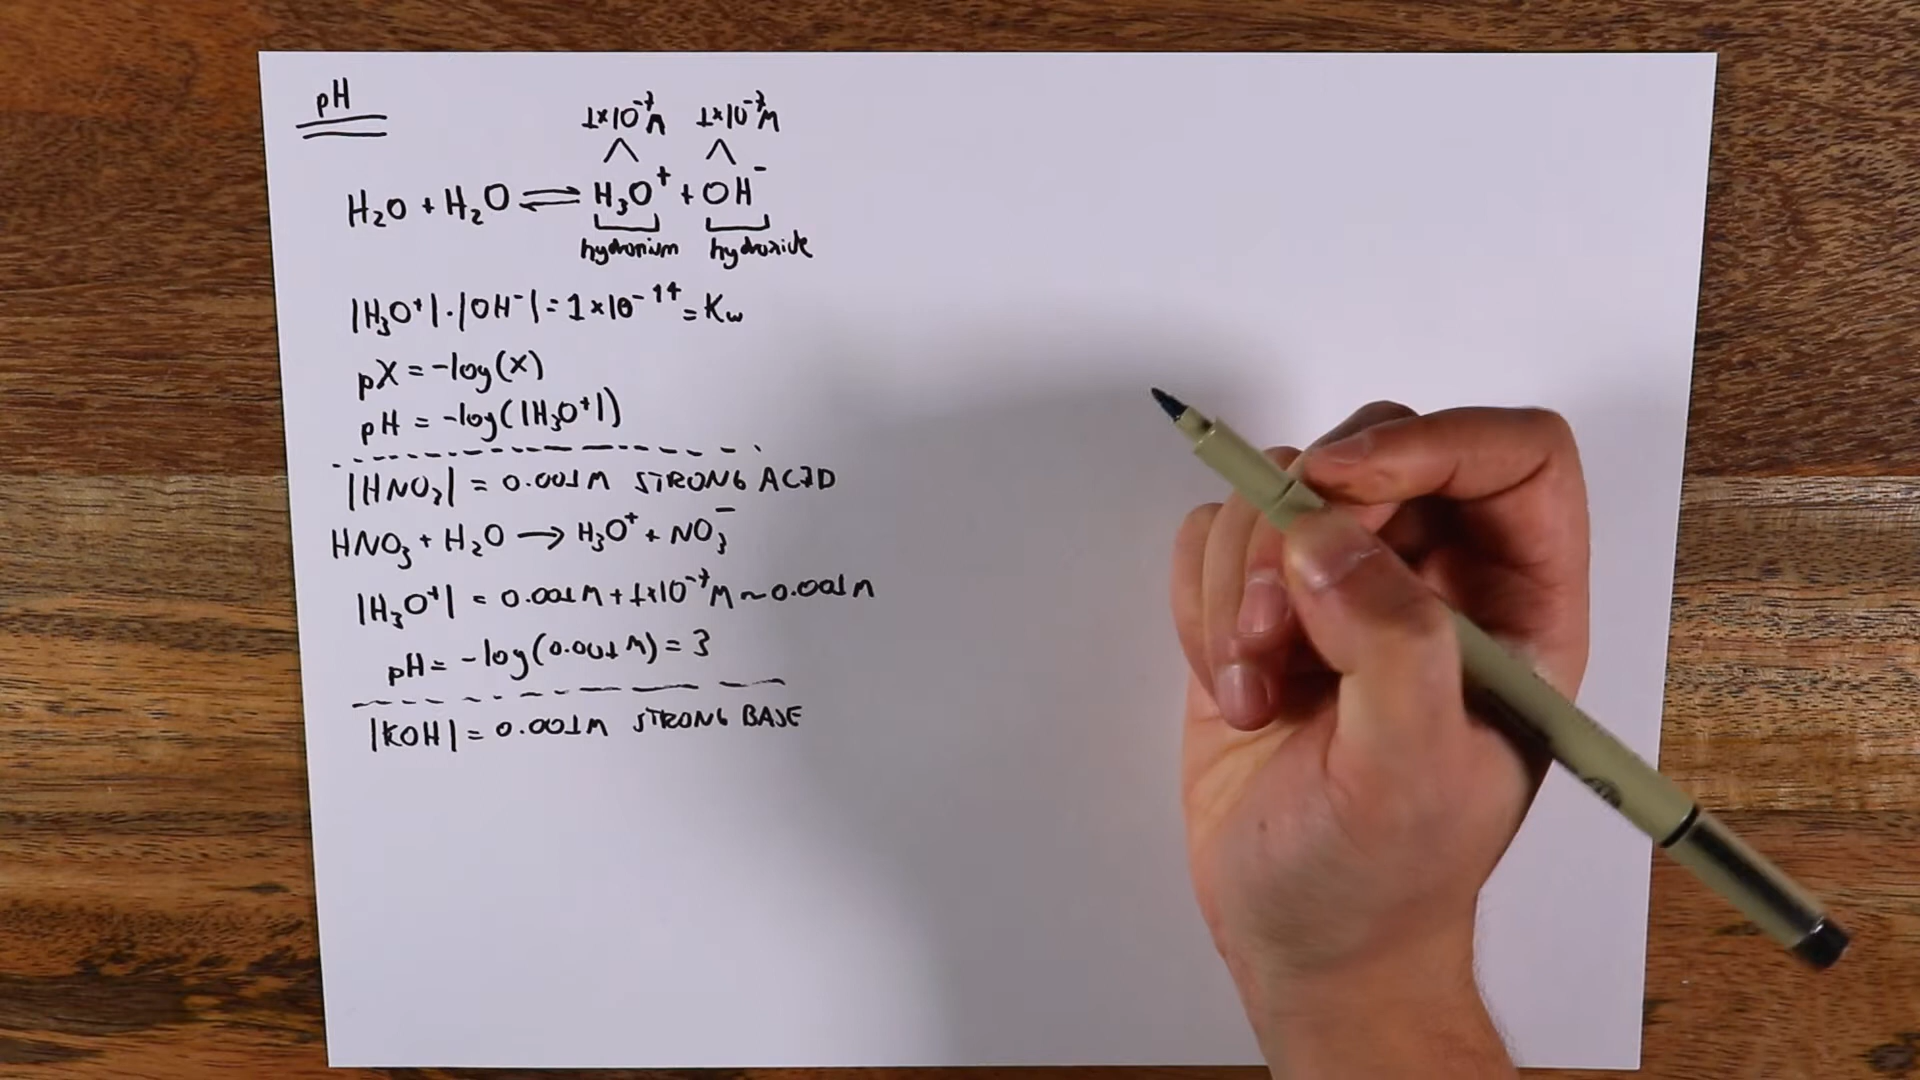 pH
1×10⁻⁷M 1×10⁻⁷M
H₂O + H₂O ⇌ H₃O⁺ + OH⁻
hydronium hydroxide
|H₃O⁺|·|OH⁻| = 1×10⁻¹⁴ = Kw
pX = -log(x)
pH = -log(|H₃O⁺|)
|HNO₃| = 0.001M STRONG ACID
HNO₃ + H₂O → H₃O⁺ + NO₃⁻
|H₃O⁺| = 0.001M + 1×10⁻⁷M ~ 0.001M
pH = -log(0.001M) = 3
|KOH| = 0.001M STRONG BASE